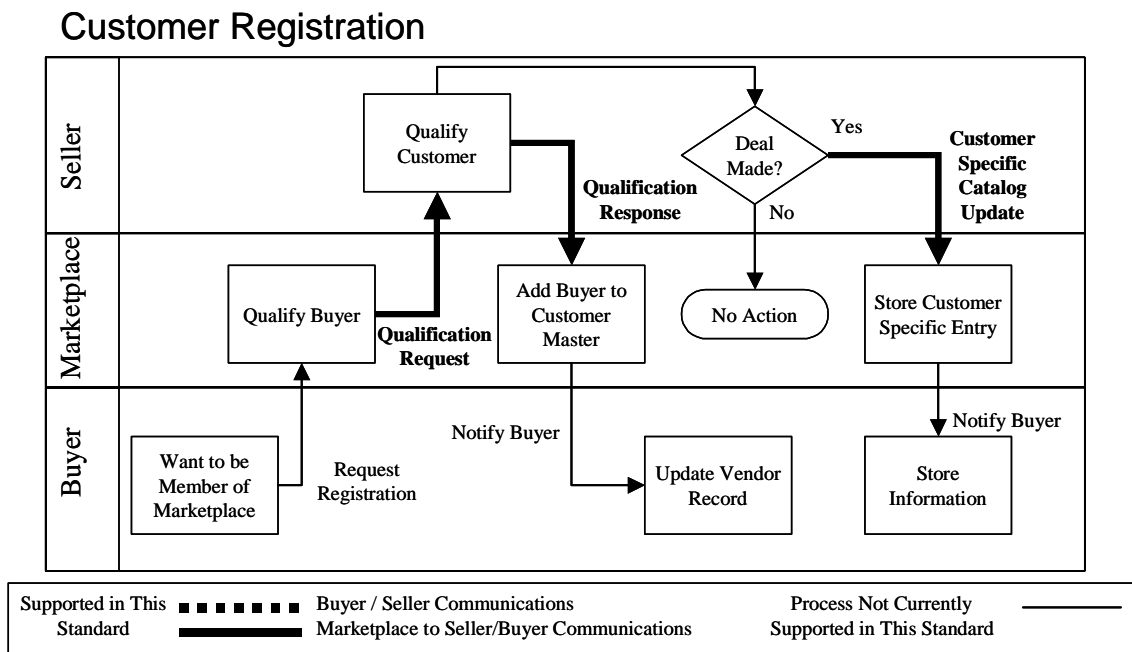 Customer Registration
Seller
Qualify
Customer
Deal
Made?
Yes
No
Customer
Specific
Catalog
Update
Qualification
Response
Marketplace
Qualify Buyer
Qualification
Request
Add Buyer to
Customer
Master
No Action
Store Customer
Specific Entry
Buyer
Want to be
Member of
Marketplace
Request
Registration
Notify Buyer
Update Vendor
Record
Notify Buyer
Store
Information
Supported in This
Standard
Buyer / Seller Communications
Marketplace to Seller/Buyer Communications
Process Not Currently
Supported in This Standard